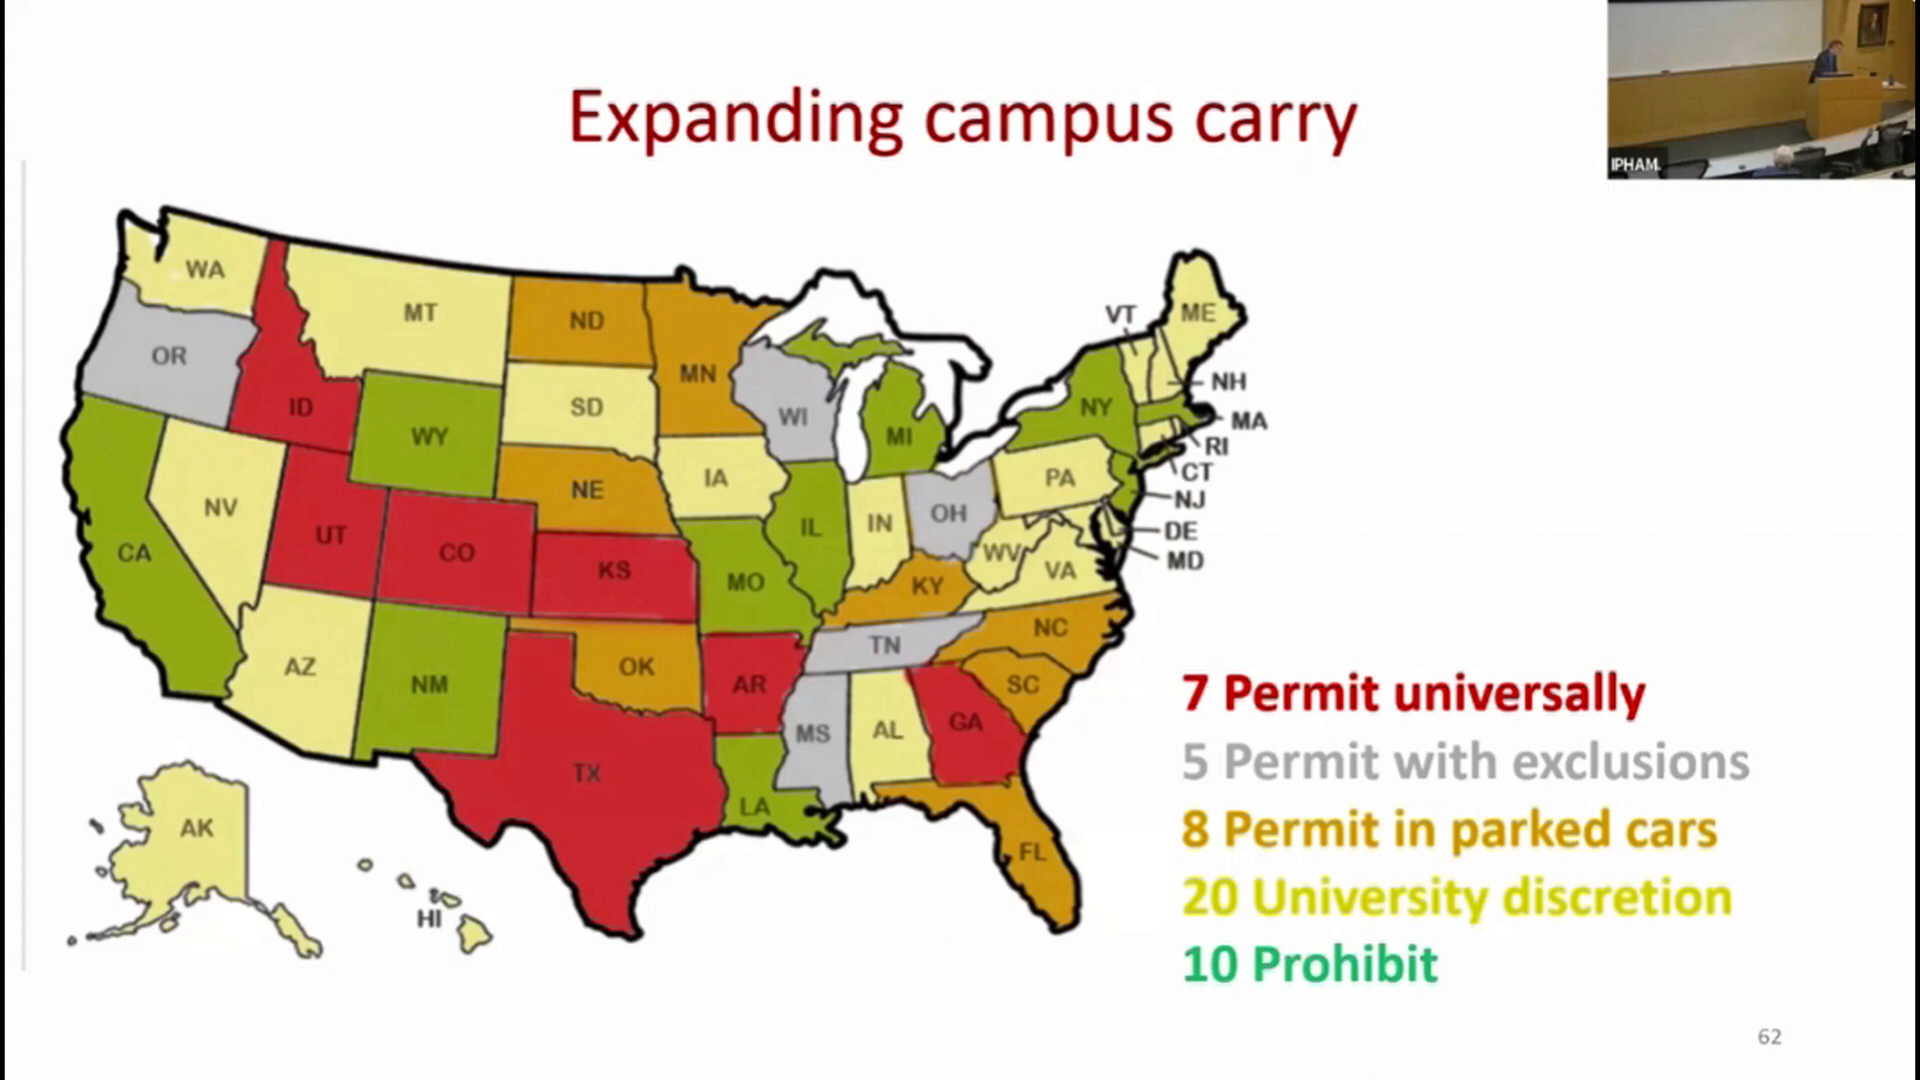 Expanding campus carry
IPHAM
WA
MT
ND
MN
VT
ME
OR
ID
WY
SD
WI
MI
NY
NH
MA
RI
CT
NJ
DE
MD
NV
UT
CO
NE
IA
IL
IN
OH
PA
WV
VA
CA
KS
MO
KY
NC
TN
AZ
NM
OK
AR
SC
MS
AL
GA
TX
LA
FL
AK
HI
7 Permit universally
5 Permit with exclusions
8 Permit in parked cars
20 University discretion
10 Prohibit
62